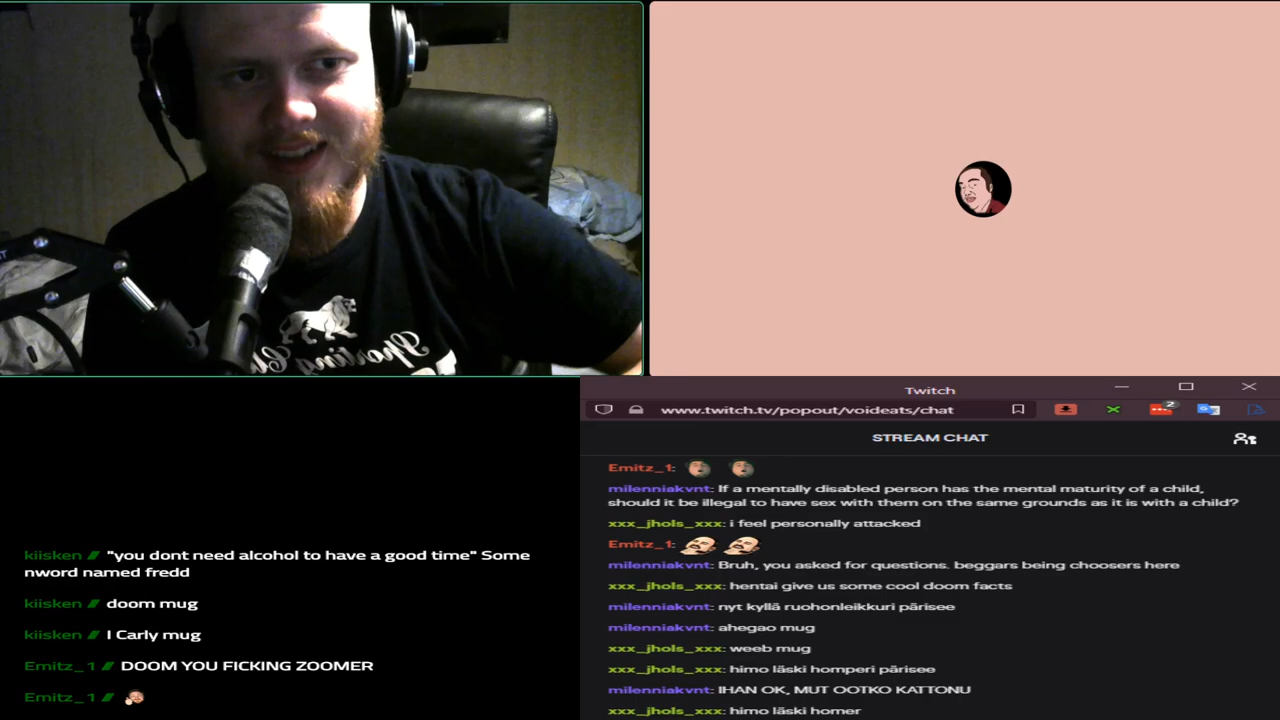 Sporting Cl
Twitch
www.twitch.tv/popout/voideats/chat
2
STREAM CHAT
Emitz_1:
milenniakvnt: If a mentally disabled person has the mental maturity of a child,
should it be illegal to have sex with them on the same grounds as it is with a child?
xxx_jhols_xxx: i feel personally attacked
Emitz_1:
milenniakvnt: Bruh, you asked for questions. beggars being choosers here
xxx_jhols_xxx: hentai give us some cool doom facts
milenniakvnt: nyt kyllä ruohonleikkuri pärisee
milenniakvnt: ahegao mug
xxx_jhols_xxx: weeb mug
xxx_jhols_xxx: himo läski homperi pärisee
milenniakvnt: IHAN OK, MUT OOTKO KATTONU
xxx_jhols_xxx: himo läski homer
kiisken // "you dont need alcohol to have a good time" Some
nword named fredd
kiisken // doom mug
kiisken // I Carly mug
Emitz_1 // DOOM YOU FICKING ZOOMER
Emitz_1 //